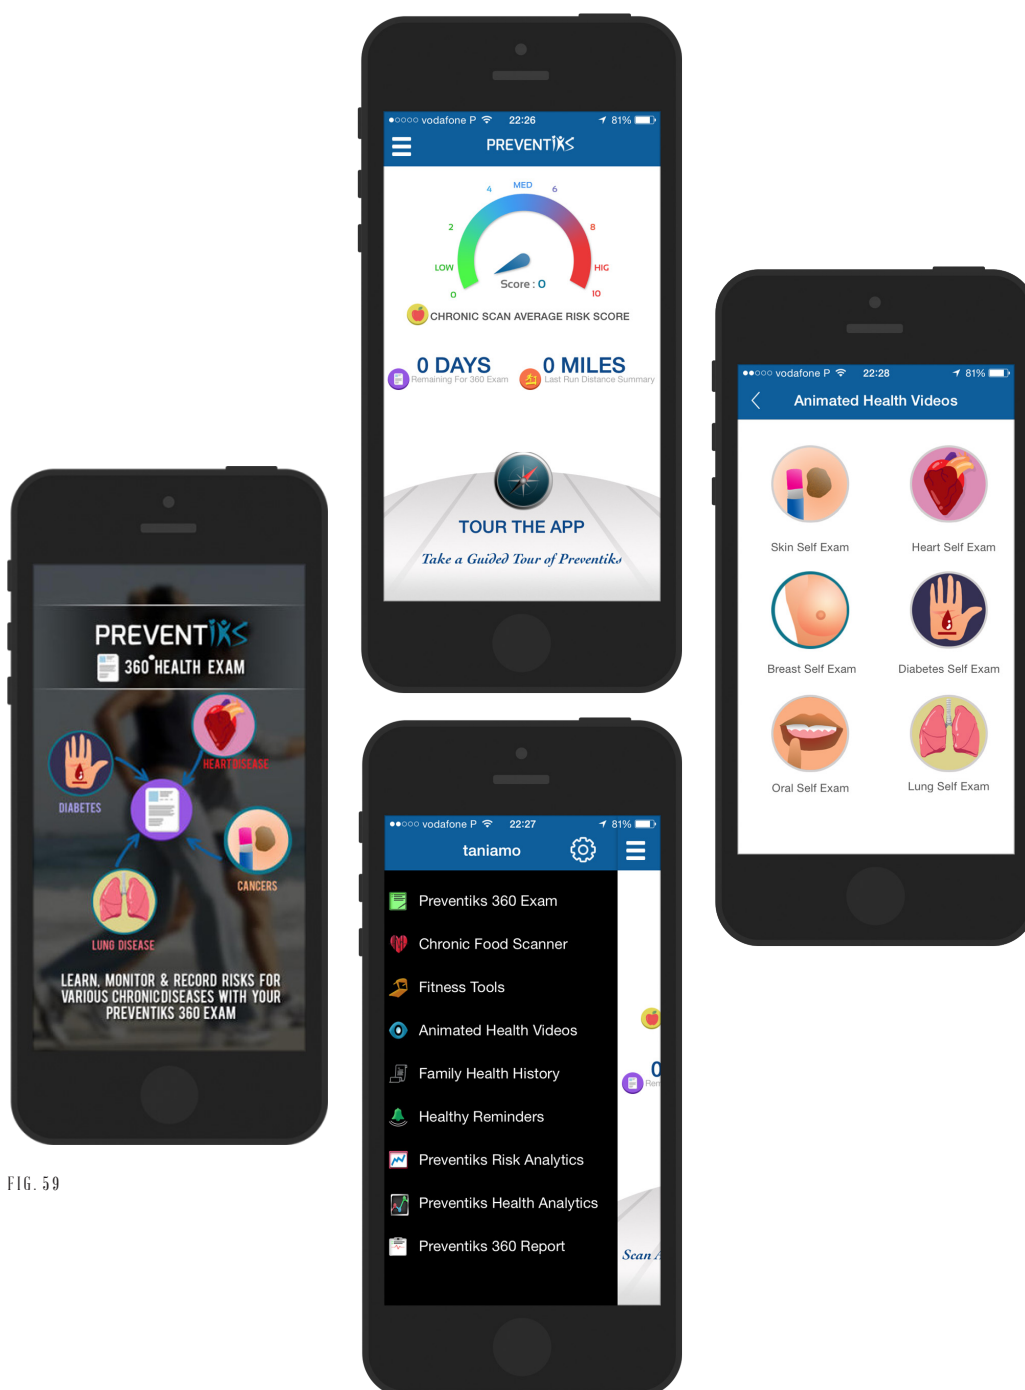 vodafone P 22:26 81%
PREVENTIKS
4 MED 6
2 8
LOW HIG
0 Score : 0 10
CHRONIC SCAN AVERAGE RISK SCORE
0 DAYS 0 MILES
Remaining For 360 Exam Last Run Distance Summary
TOUR THE APP
Take a Guided Tour of Preventiks
vodafone P 22:28 81%
Animated Health Videos
Skin Self Exam Heart Self Exam
Breast Self Exam Diabetes Self Exam
Oral Self Exam Lung Self Exam
PREVENTIKS
360° HEALTH EXAM
HEART DISEASE
DIABETES
CANCERS
LUNG DISEASE
LEARN, MONITOR & RECORD RISKS FOR
VARIOUS CHRONIC DISEASES WITH YOUR
PREVENTIKS 360 EXAM
vodafone P 22:27 81%
taniamo
Preventiks 360 Exam
Chronic Food Scanner
Fitness Tools
Animated Health Videos
Family Health History
Healthy Reminders
Preventiks Risk Analytics
Preventiks Health Analytics
Preventiks 360 Report
0
Rem
Scan A
FIG. 59